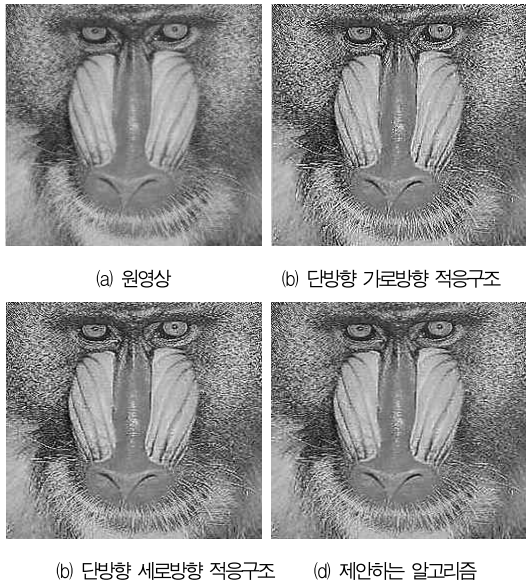 (a) 원영상
(b) 단방향 가로방향 적응구조
(b) 단방향 세로방향 적응구조
(d) 제안하는 알고리즘